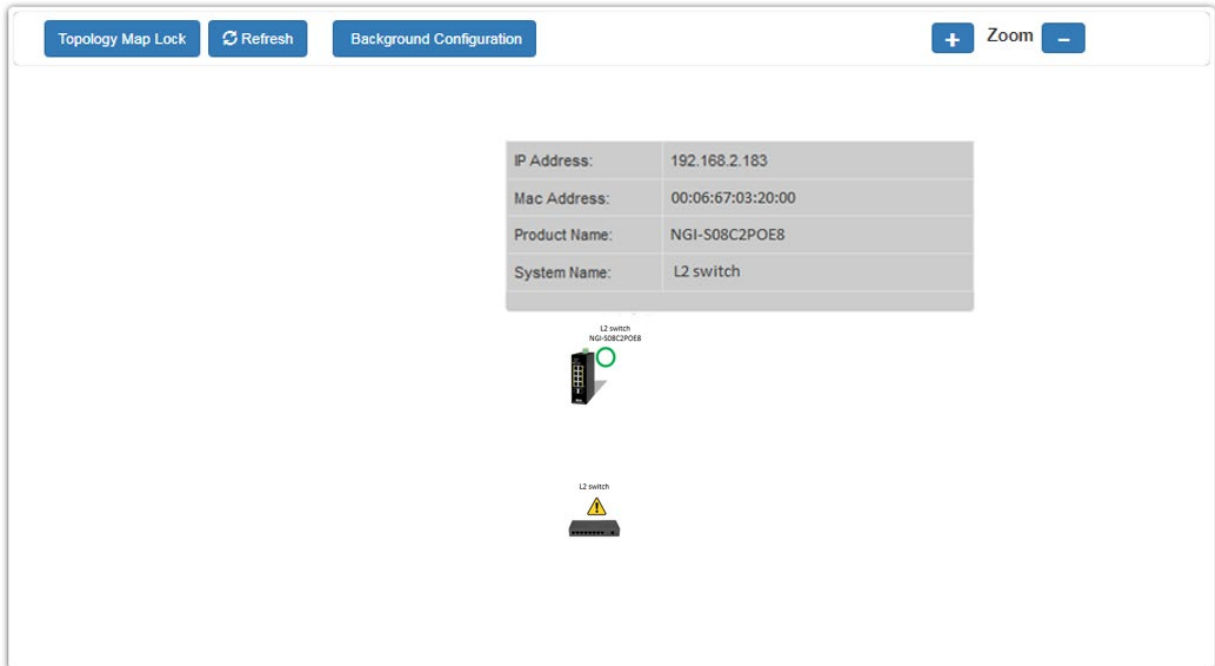 Topology Map Lock Refresh Background Configuration + Zoom −
IP Address: 192.168.2.183
Mac Address: 00:06:67:03:20:00
Product Name: NGI-S08C2POE8
System Name: L2 switch
L2 switch
NGI-S08C2POE8
L2 switch